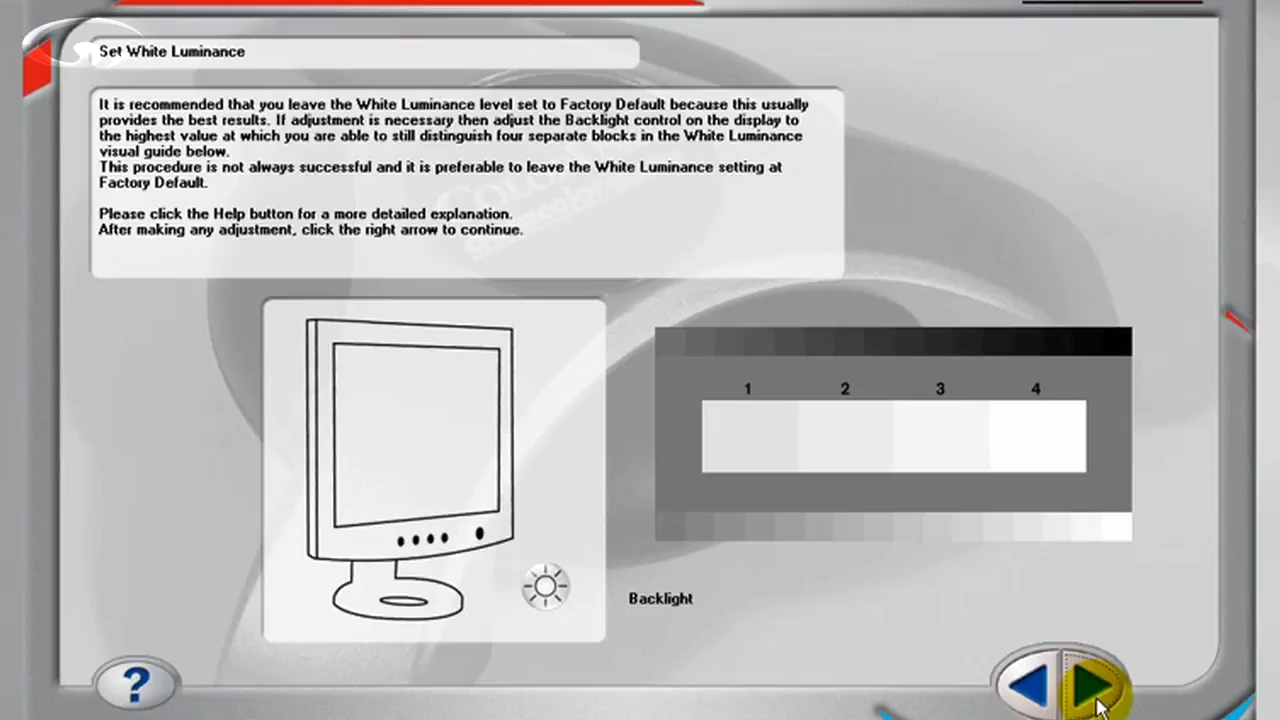 Set White Luminance
It is recommended that you leave the White Luminance level set to Factory Default because this usually
provides the best results. If adjustment is necessary then adjust the Backlight control on the display to
the highest value at which you are able to still distinguish four separate blocks in the White Luminance
visual guide below.
This procedure is not always successful and it is preferable to leave the White Luminance setting at
Factory Default.
Please click the Help button for a more detailed explanation.
After making any adjustment, click the right arrow to continue.
1 2 3 4
Backlight
?